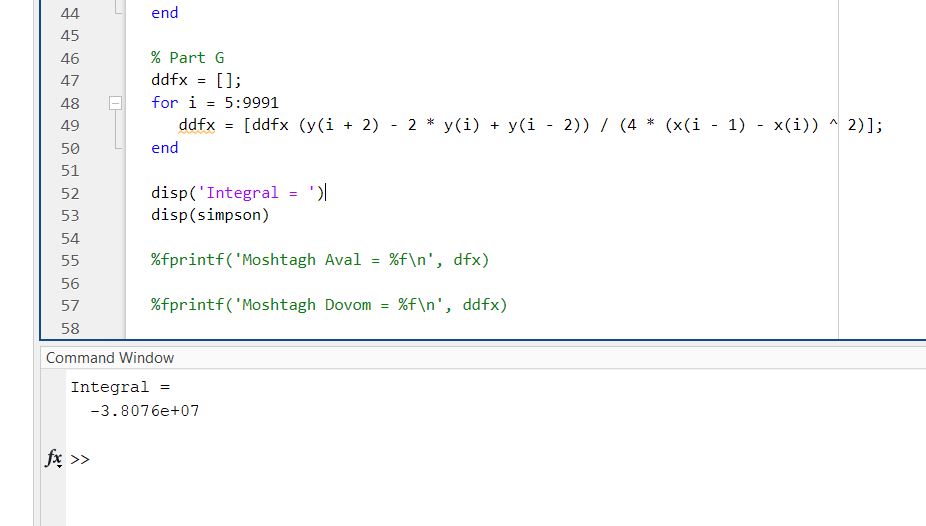 44 end
45
46 % Part G
47 ddfx = [];
48 for i = 5:9991
49 ddfx = [ddfx (y(i + 2) - 2 * y(i) + y(i - 2)) / (4 * (x(i - 1) - x(i)) ^ 2)];
50 end
51
52 disp('Integral = ')
53 disp(simpson)
54
55 %fprintf('Moshtagh Aval = %f\n', dfx)
56
57 %fprintf('Moshtagh Dovom = %f\n', ddfx)
58
Command Window
Integral =
-3.8076e+07
fx >>